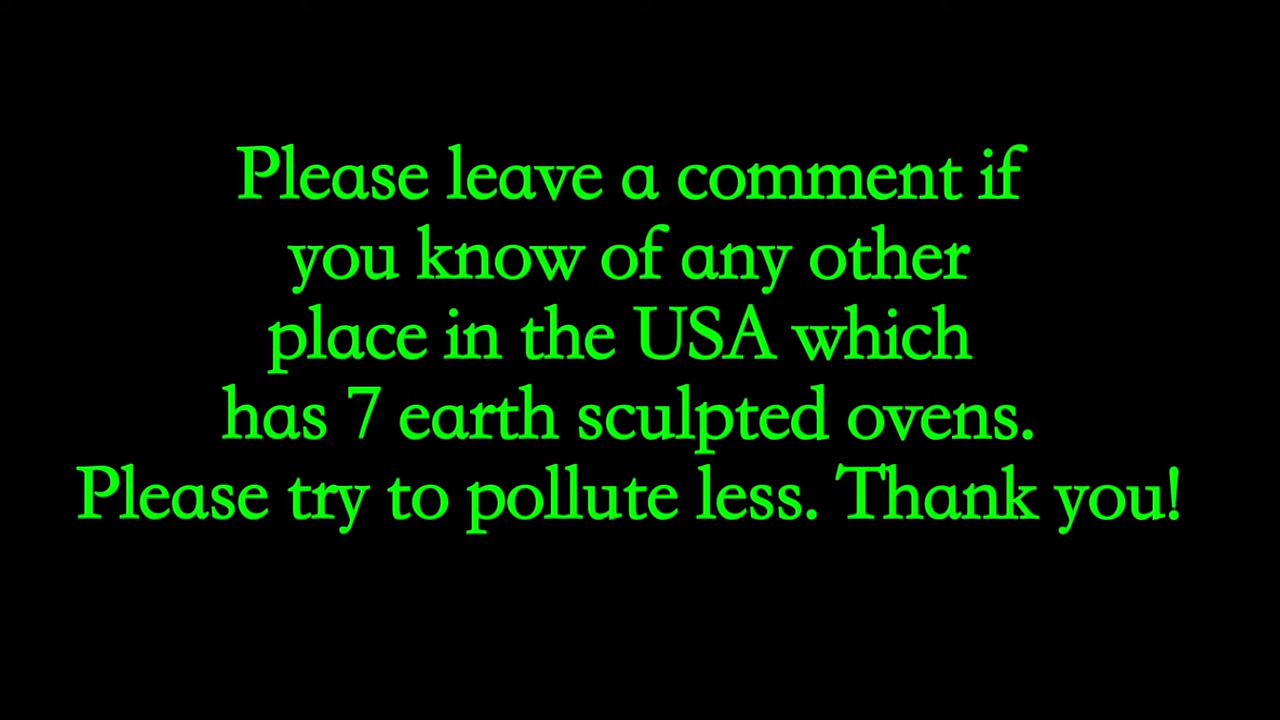 Please leave a comment if
you know of any other
place in the USA which
has 7 earth sculpted ovens.
Please try to pollute less. Thank you!